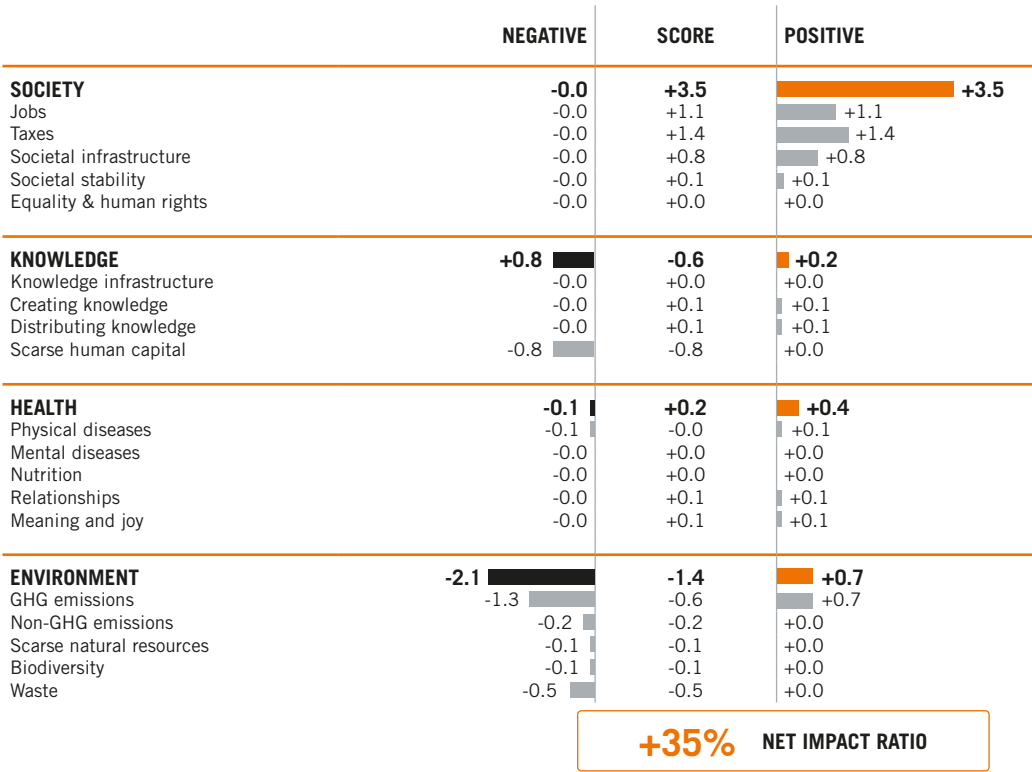 NEGATIVE SCORE POSITIVE
SOCIETY -0.0 +3.5 +3.5
Jobs -0.0 +1.1 +1.1
Taxes -0.0 +1.4 +1.4
Societal infrastructure -0.0 +0.8 +0.8
Societal stability -0.0 +0.1 +0.1
Equality & human rights -0.0 +0.0 +0.0
KNOWLEDGE +0.8 -0.6 +0.2
Knowledge infrastructure -0.0 +0.0 +0.0
Creating knowledge -0.0 +0.1 +0.1
Distributing knowledge -0.0 +0.1 +0.1
Scarse human capital -0.8 -0.8 +0.0
HEALTH -0.1 +0.2 +0.4
Physical diseases -0.1 -0.0 +0.1
Mental diseases -0.0 +0.0 +0.0
Nutrition -0.0 +0.0 +0.0
Relationships -0.0 +0.1 +0.1
Meaning and joy -0.0 +0.1 +0.1
ENVIRONMENT -2.1 -1.4 +0.7
GHG emissions -1.3 -0.6 +0.7
Non-GHG emissions -0.2 -0.2 +0.0
Scarse natural resources -0.1 -0.1 +0.0
Biodiversity -0.1 -0.1 +0.0
Waste -0.5 -0.5 +0.0
+35% NET IMPACT RATIO